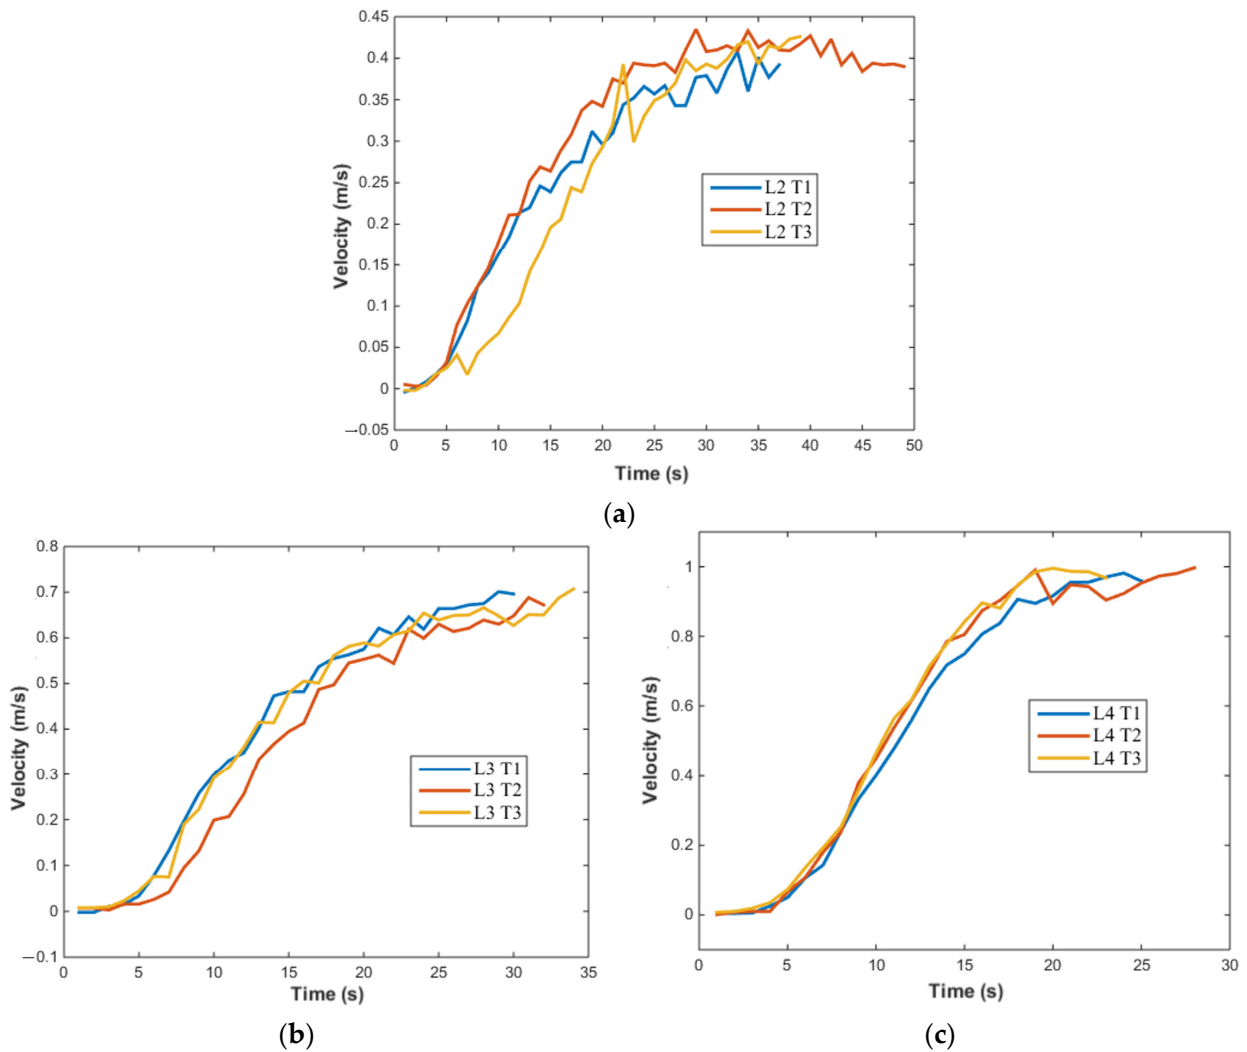 0.45
0.4
0.35
0.3
0.25
0.2
0.15
0.1
0.05
0
—0.05
Velocity (m/s)
0 5 10 15 20 25 30 35 40 45 50
Time (s)
L2 T1
L2 T2
L2 T3
(a)
0.8
0.7
0.6
0.5
0.4
0.3
0.2
0.1
0
—0.1
Velocity (m/s)
0 5 10 15 20 25 30 35
Time (s)
L3 T1
L3 T2
L3 T3
(b)
1
0.8
0.6
0.4
0.2
0
Velocity (m/s)
0 5 10 15 20 25 30
Time (s)
L4 T1
L4 T2
L4 T3
(c)